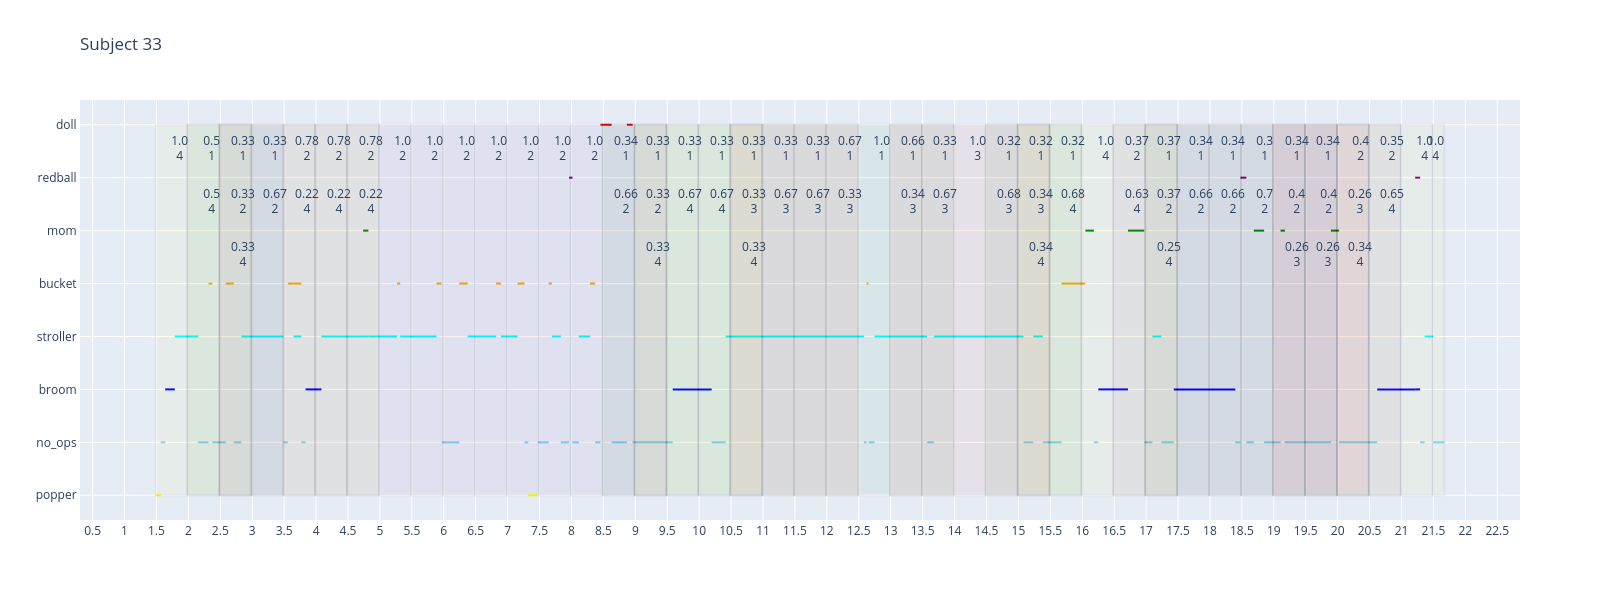 Subject 33
doll
1.0 0.5 0.33 0.33 0.78 0.78 0.78 1.0 1.0 1.0 1.0 1.0 1.0 1.0 0.34 0.33 0.33 0.33 0.33 0.33 0.33 0.67 1.0 0.66 0.33 1.0 0.32 0.32 0.32 1.0 0.37 0.37 0.34 0.34 0.3 0.34 0.34 0.4 0.35 1.0 1.0
4 1 1 1 2 2 2 2 2 2 2 2 2 2 1 1 1 1 1 1 1 1 1 1 1 3 1 1 1 4 2 1 1 1 1 1 1 2 2 4 4
redball
0.5 0.33 0.67 0.22 0.22 0.22 0.66 0.33 0.67 0.67 0.33 0.67 0.67 0.33 0.34 0.67 0.68 0.34 0.68 0.63 0.37 0.66 0.66 0.7 0.4 0.4 0.26 0.65
4 2 2 4 4 4 2 2 4 4 3 3 3 3 3 3 3 3 4 4 2 2 2 2 2 2 3 4
mom
0.33 0.33 0.33 0.34 0.25 0.26 0.26 0.34
4 4 4 4 4 3 3 4
bucket
stroller
broom
no_ops
popper
0.5 1 1.5 2 2.5 3 3.5 4 4.5 5 5.5 6 6.5 7 7.5 8 8.5 9 9.5 10 10.5 11 11.5 12 12.5 13 13.5 14 14.5 15 15.5 16 16.5 17 17.5 18 18.5 19 19.5 20 20.5 21 21.5 22 22.5